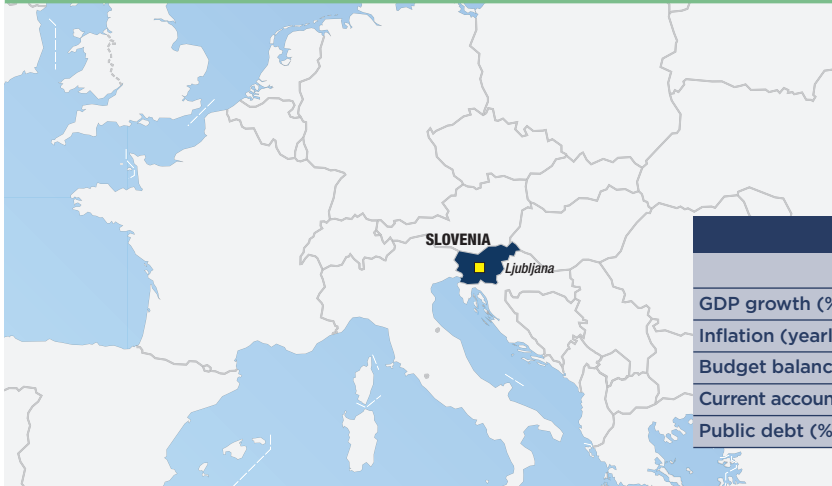 SLOVENIA
Ljubljana
GDP growth (%
Inflation (yearl
Budget balanc
Current accoun
Public debt (%